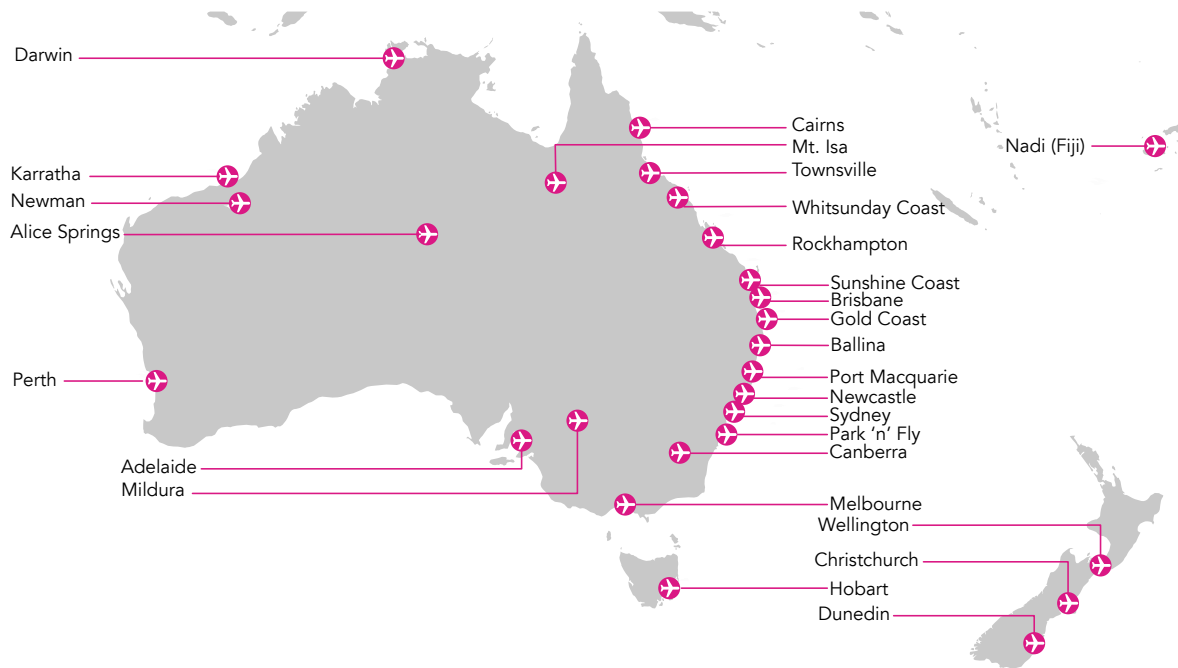 Darwin
Karratha
Newman
Alice Springs
Perth
Adelaide
Mildura
Cairns
Mt. Isa
Townsville
Whitsunday Coast
Rockhampton
Sunshine Coast
Brisbane
Gold Coast
Ballina
Port Macquarie
Newcastle
Sydney
Park ‘n’ Fly
Canberra
Melbourne
Wellington
Christchurch
Hobart
Dunedin
Nadi (Fiji)